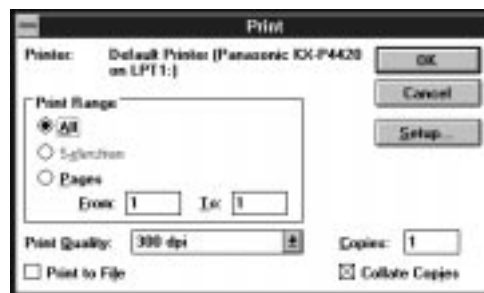 Print
Printer: Default Printer (Panasonic KX-P4420 on LPT1:)
OK
Cancel
Setup...
Print Range
All
Selection
Pages
From: 1 To: 1
Print Quality: 300 dpi
Copies: 1
Print to File
Collate Copies